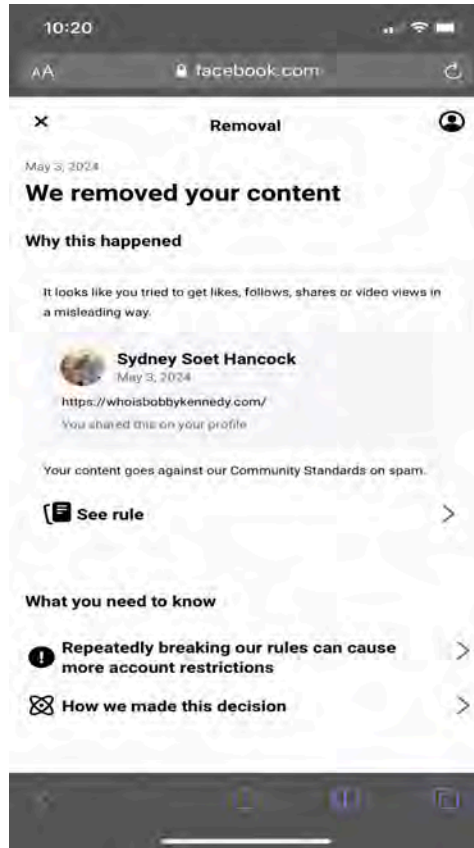 10:20
AA facebook.com
Removal
May 3, 2024
We removed your content
Why this happened
It looks like you tried to get likes, follows, shares or video views in
a misleading way.
Sydney Soet Hancock
May 3, 2024
https://whoisbobbykennedy.com/
You shared this on your profile
Your content goes against our Community Standards on spam.
See rule
What you need to know
Repeatedly breaking our rules can cause
more account restrictions
How we made this decision